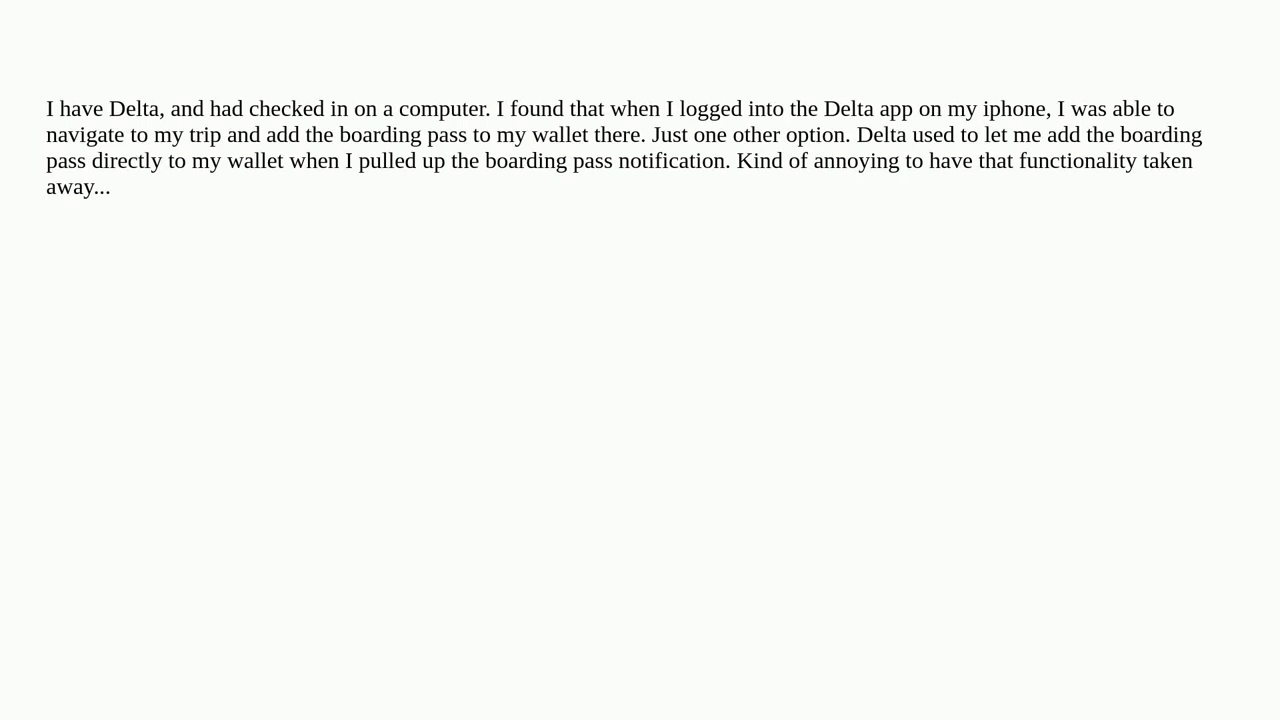 I have Delta, and had checked in on a computer. I found that when I logged into the Delta app on my iphone, I was able to
navigate to my trip and add the boarding pass to my wallet there. Just one other option. Delta used to let me add the boarding
pass directly to my wallet when I pulled up the boarding pass notification. Kind of annoying to have that functionality taken
away...